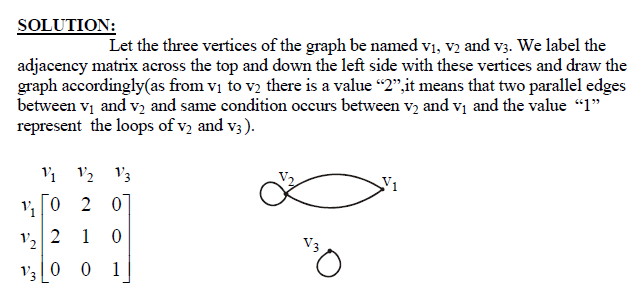 SOLUTION:
Let the three vertices of the graph be named v₁, v₂ and v₃. We label the
adjacency matrix across the top and down the left side with these vertices and draw the
graph accordingly(as from v₁ to v₂ there is a value “2”,it means that two parallel edges
between v₁ and v₂ and same condition occurs between v₂ and v₁ and the value “1”
represent the loops of v₂ and v₃).
v₁ v₂ v₃
v₁ [0 2 0]
v₂ [2 1 0]
v₃ [0 0 1]
V₂
V₁
V₃